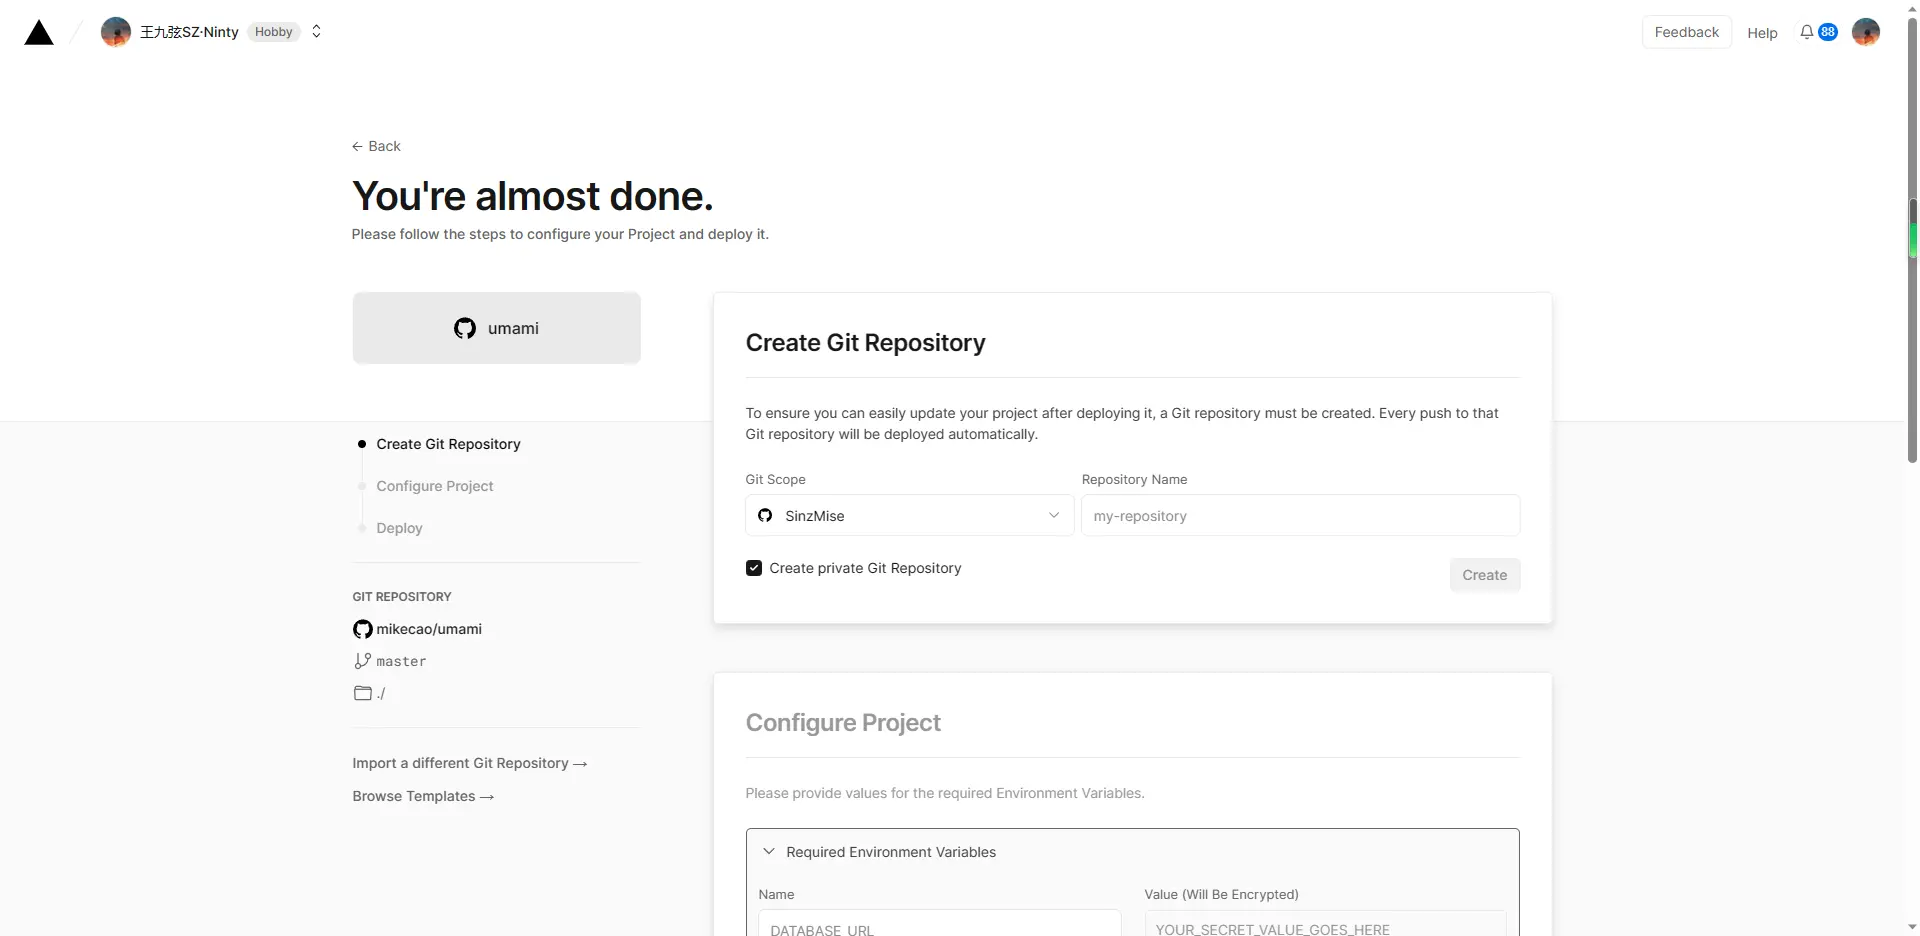 王九弦SZ·Ninty Hobby
Feedback Help 88
← Back
You're almost done.
Please follow the steps to configure your Project and deploy it.
umami
Create Git Repository
Configure Project
Deploy
GIT REPOSITORY
mikecao/umami
master
./
Import a different Git Repository →
Browse Templates →
Create Git Repository
To ensure you can easily update your project after deploying it, a Git repository must be created. Every push to that
Git repository will be deployed automatically.
Git Scope Repository Name
SinzMise my-repository
Create private Git Repository Create
Configure Project
Please provide values for the required Environment Variables.
Required Environment Variables
Name Value (Will Be Encrypted)
DATABASE_URL YOUR_SECRET_VALUE_GOES_HERE